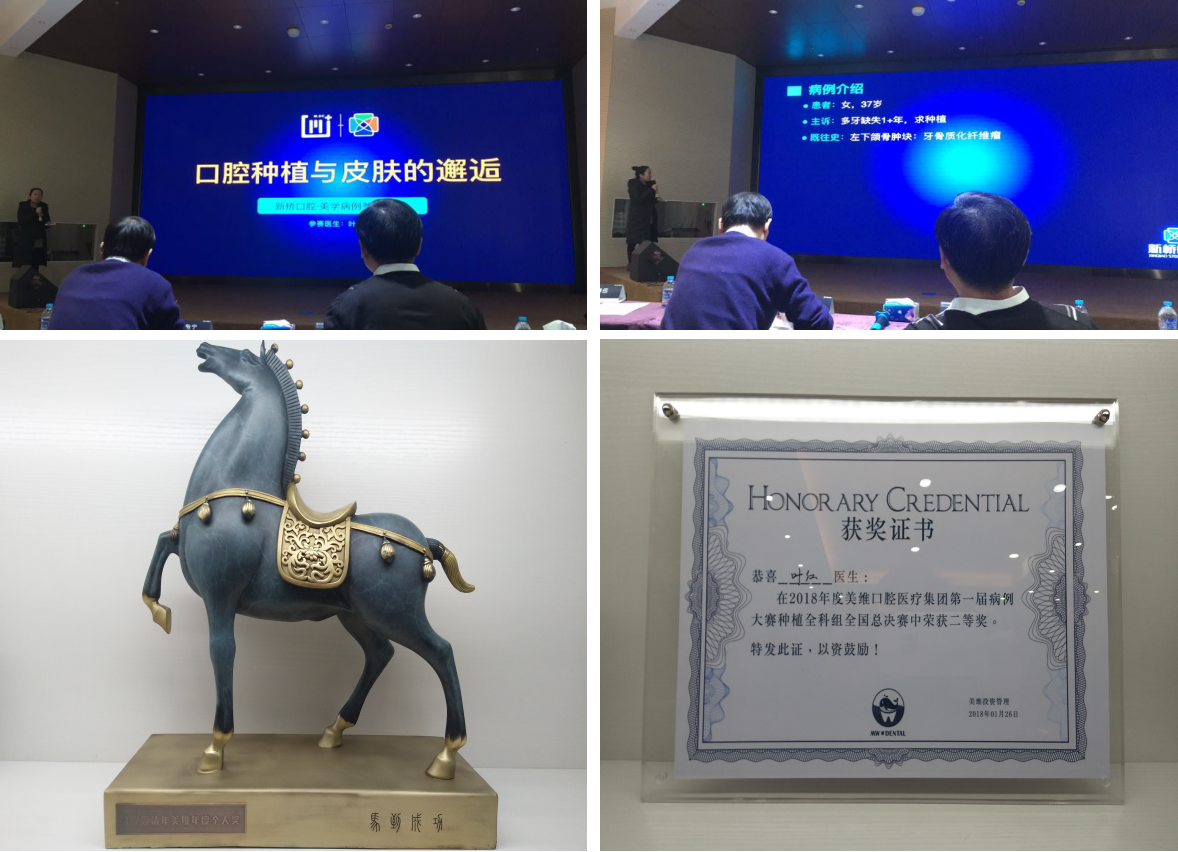 口腔种植与皮肤的邂逅
新桥口腔·美学病例
参赛医生：叶
病例介绍
患者：女，37岁
主诉：多牙缺失1+年，求种植
既往史：左下颌骨肿块：牙骨质化纤维瘤
新桥
馬到成功
HONORARY CREDENTIAL
获奖证书
恭喜 叶红 医生：
在2018年度美维口腔医疗集团第一届病例
大赛种植全科组全国总决赛中荣获二等奖。
特发此证，以资鼓励！
MW DENTAL
美维投资管理
2018年01月26日